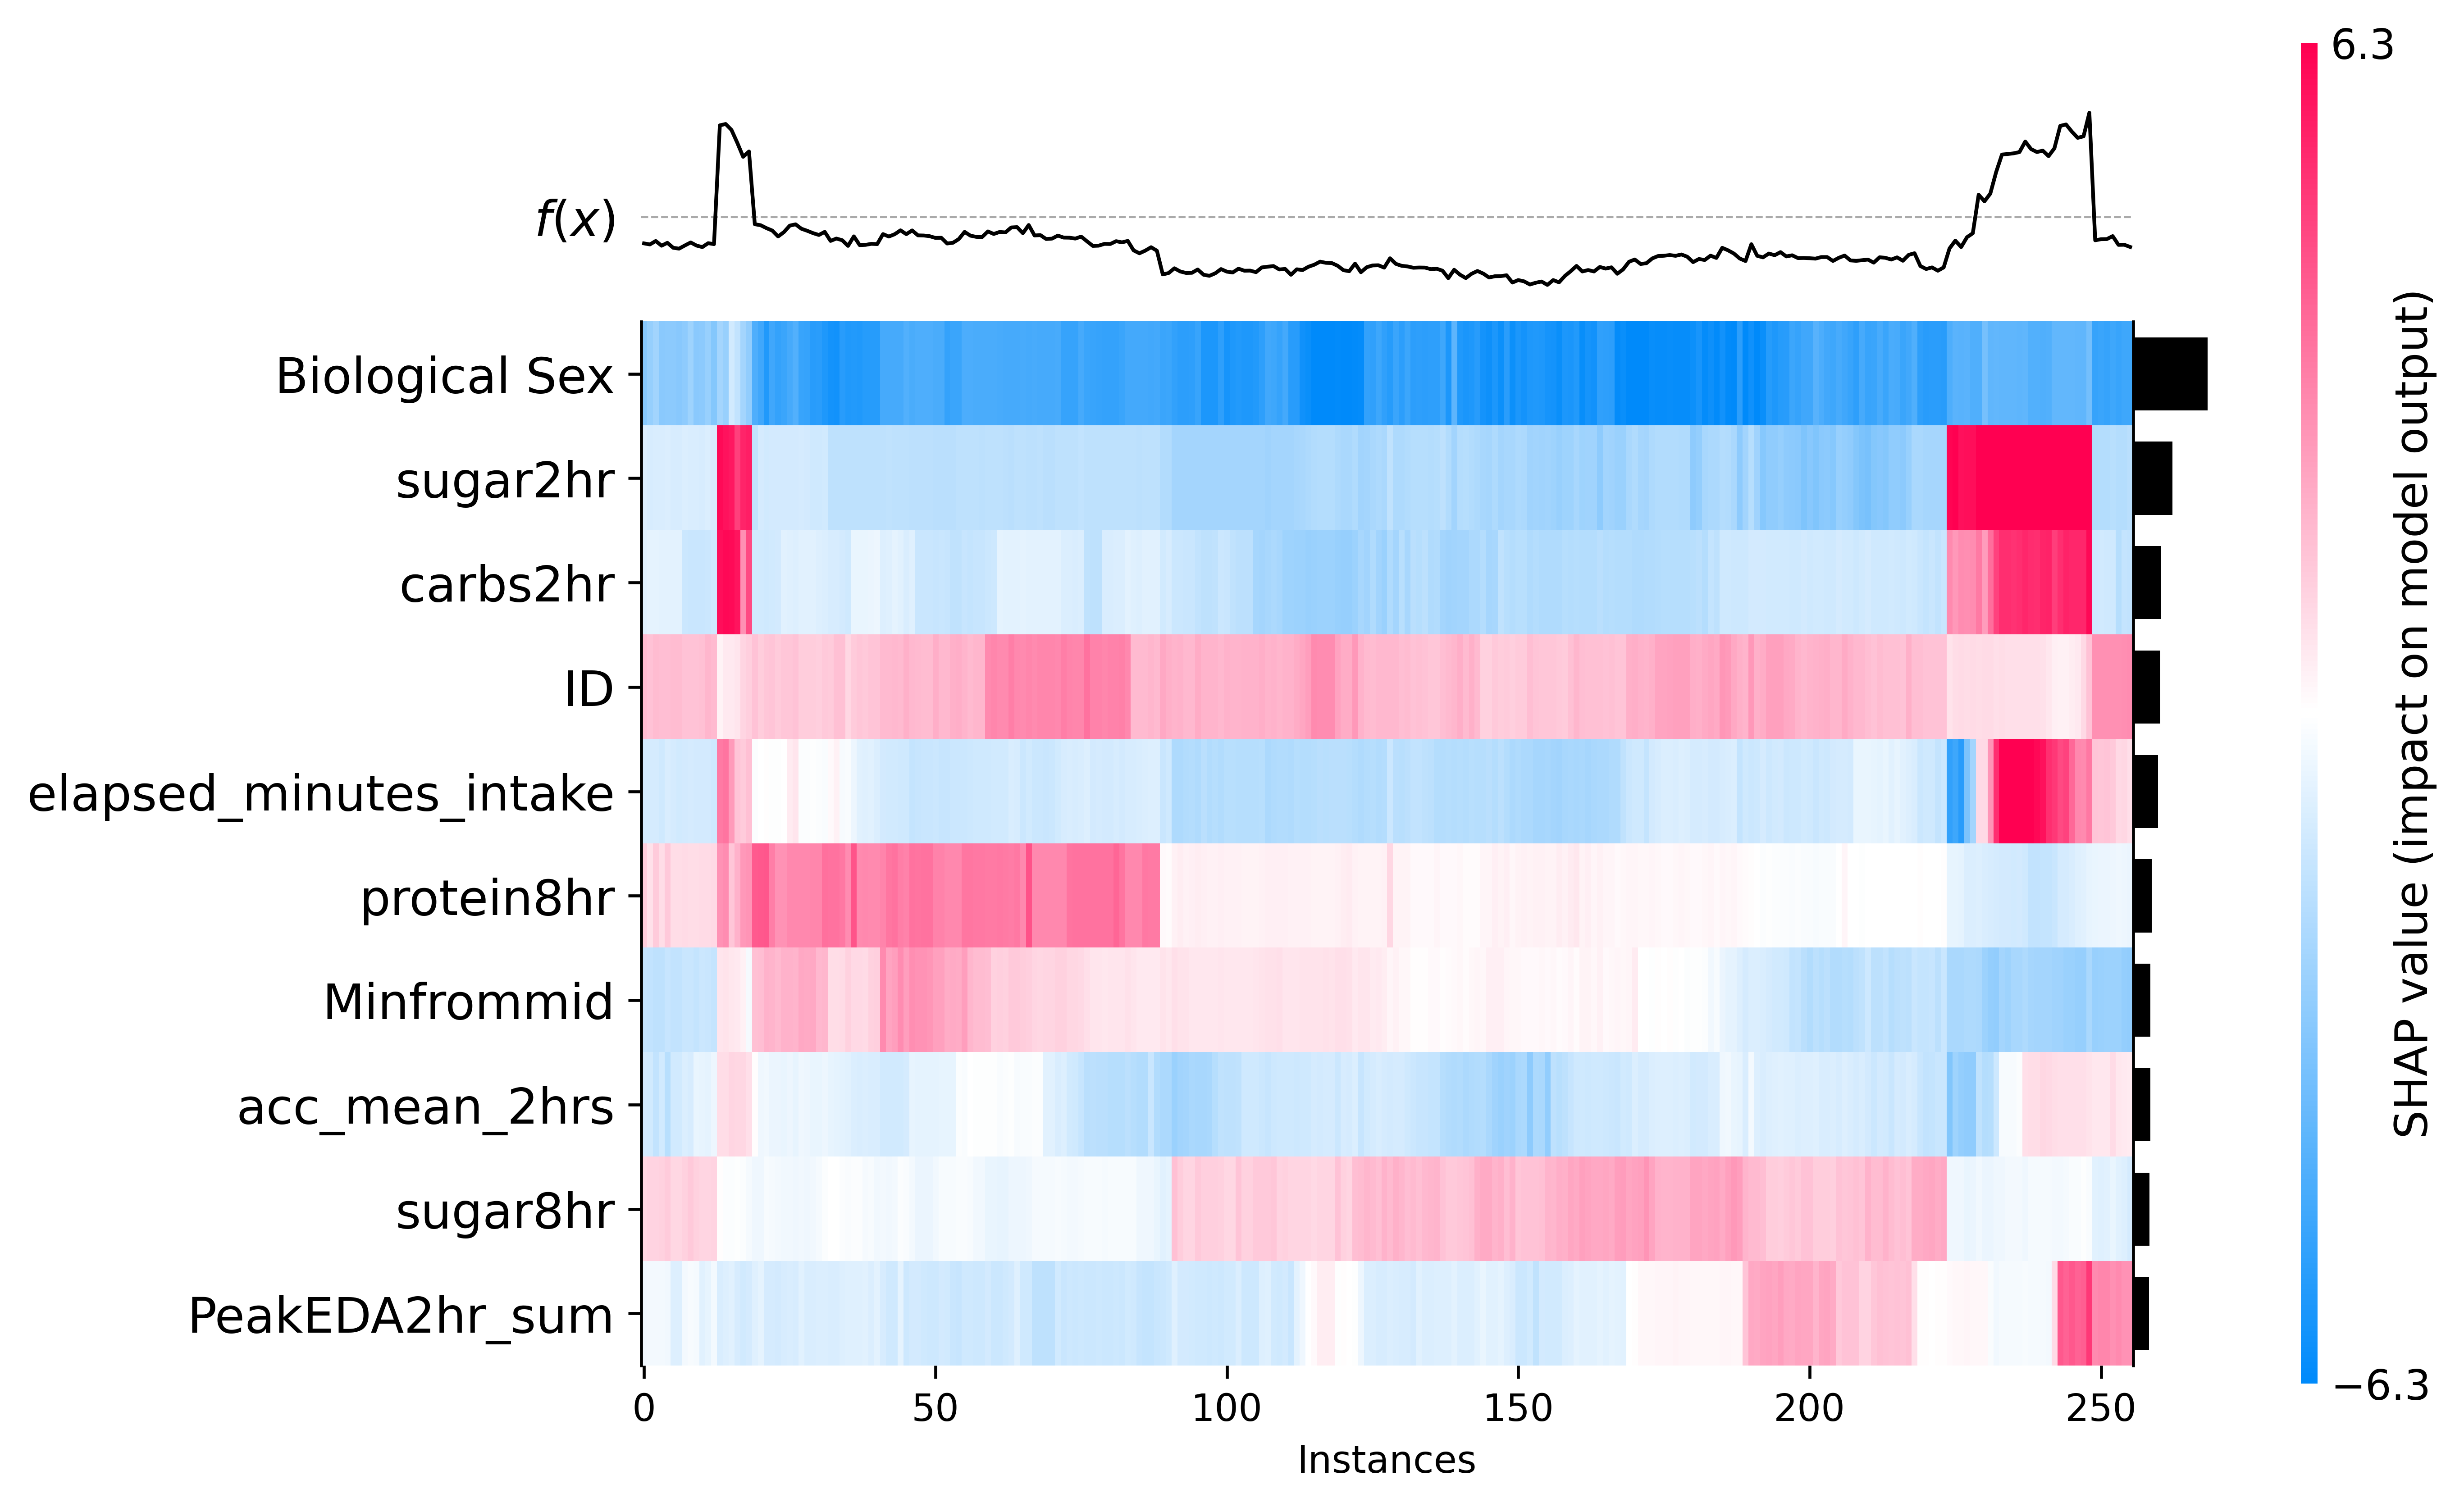 6.3
f(x)
Biological Sex
sugar2hr
carbs2hr
ID
elapsed_minutes_intake
protein8hr
Minfrommid
acc_mean_2hrs
sugar8hr
PeakEDA2hr_sum
0 50 100 150 200 250
Instances
SHAP value (impact on model output)
−6.3